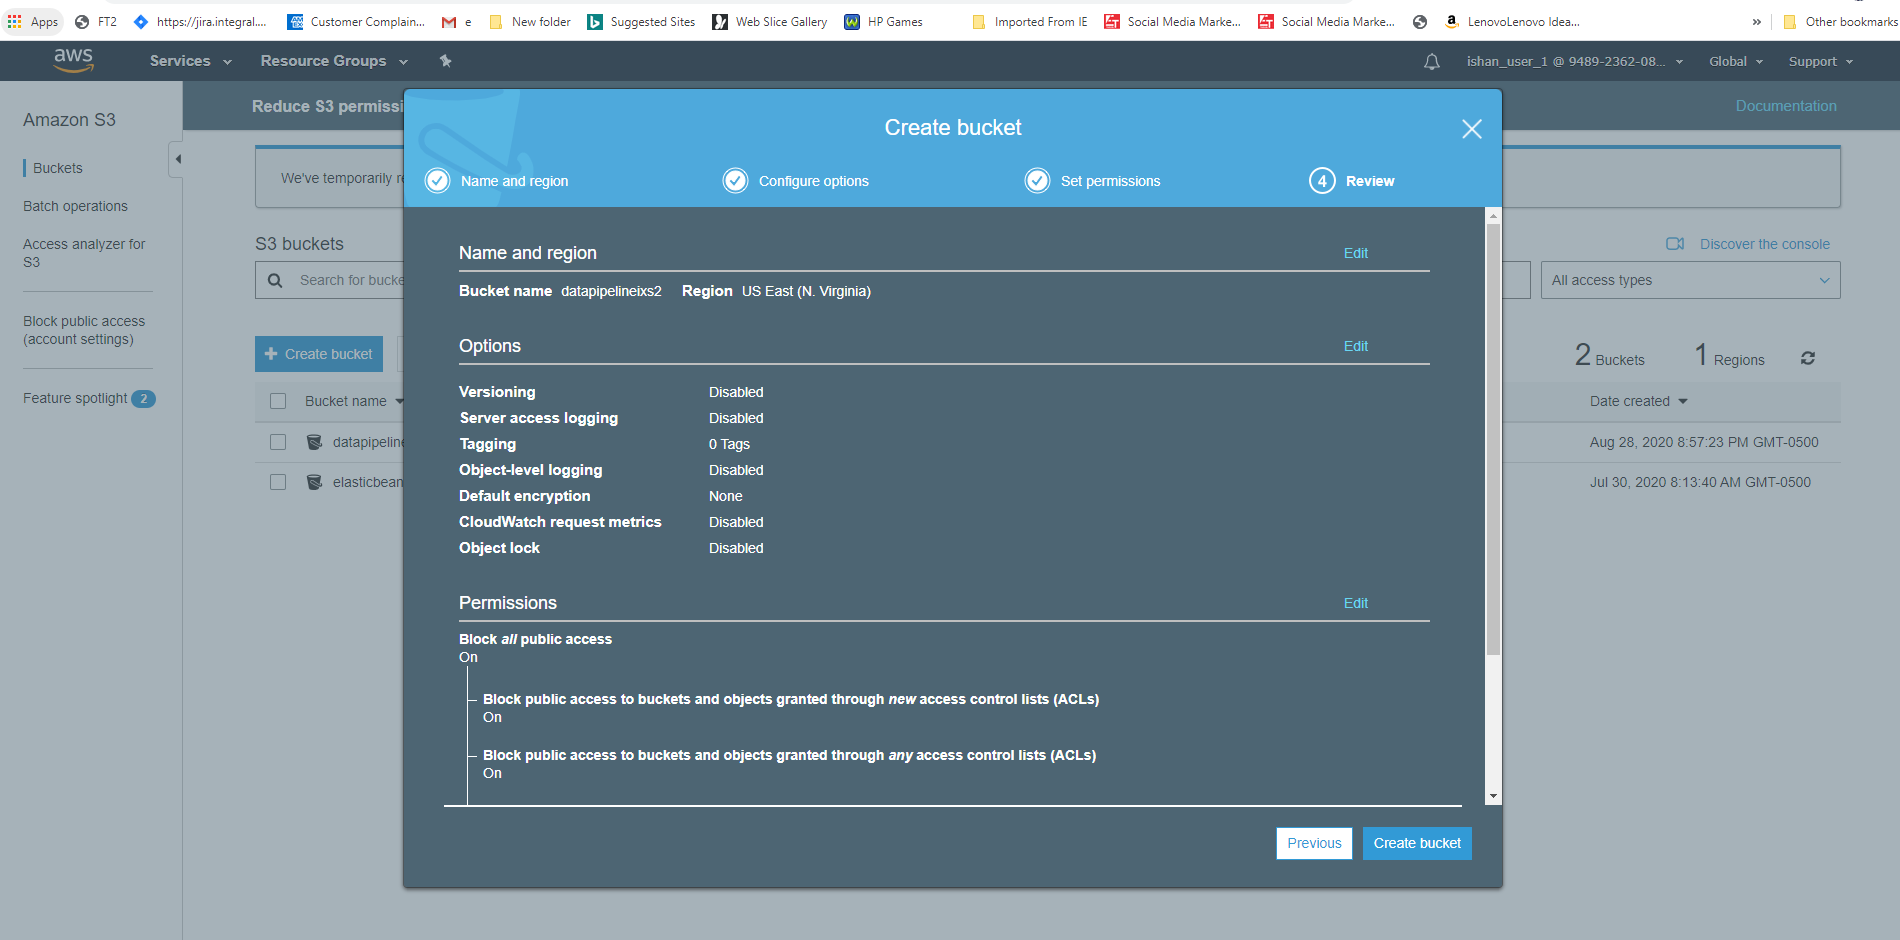 Apps FT2 https://jira.integral.... Customer Complain... e New folder Suggested Sites Web Slice Gallery HP Games Imported From IE Social Media Marke... Social Media Marke... LenovoLenovo Idea... » Other bookmarks
aws Services Resource Groups ishan_user_1 @ 9489-2362-08... Global Support
Amazon S3
Buckets
Batch operations
Access analyzer for
S3
Block public access
(account settings)
Feature spotlight 2
Reduce S3 permissi
Documentation
We've temporarily r
S3 buckets
Discover the console
Search for bucke
All access types
Create bucket
2 Buckets 1 Regions
Bucket name Date created
datapipeline Aug 28, 2020 8:57:23 PM GMT-0500
elasticbean Jul 30, 2020 8:13:40 AM GMT-0500
Create bucket
Name and region Configure options Set permissions 4 Review
Name and region Edit
Bucket name datapipelineixs2 Region US East (N. Virginia)
Options Edit
Versioning Disabled
Server access logging Disabled
Tagging 0 Tags
Object-level logging Disabled
Default encryption None
CloudWatch request metrics Disabled
Object lock Disabled
Permissions Edit
Block all public access
On
Block public access to buckets and objects granted through new access control lists (ACLs)
On
Block public access to buckets and objects granted through any access control lists (ACLs)
On
Previous Create bucket